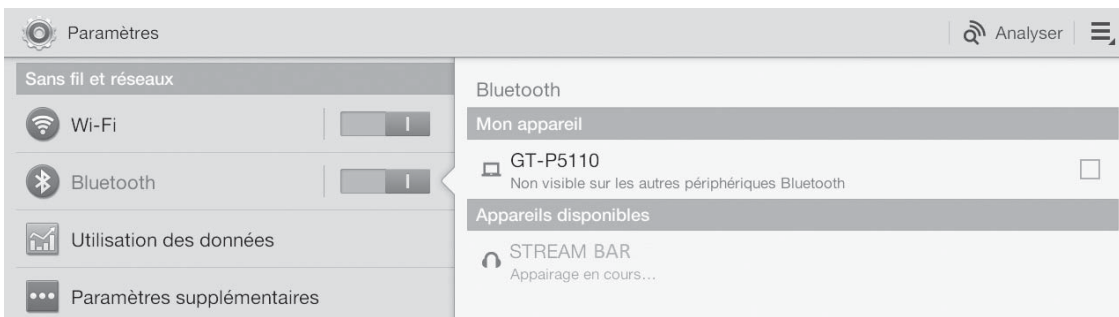 Paramètres
Analyser
Sans fil et réseaux
Wi-Fi
Bluetooth
Utilisation des données
Paramètres supplémentaires
Bluetooth
Mon appareil
GT-P5110
Non visible sur les autres périphériques Bluetooth
Appareils disponibles
STREAM BAR
Appairage en cours...